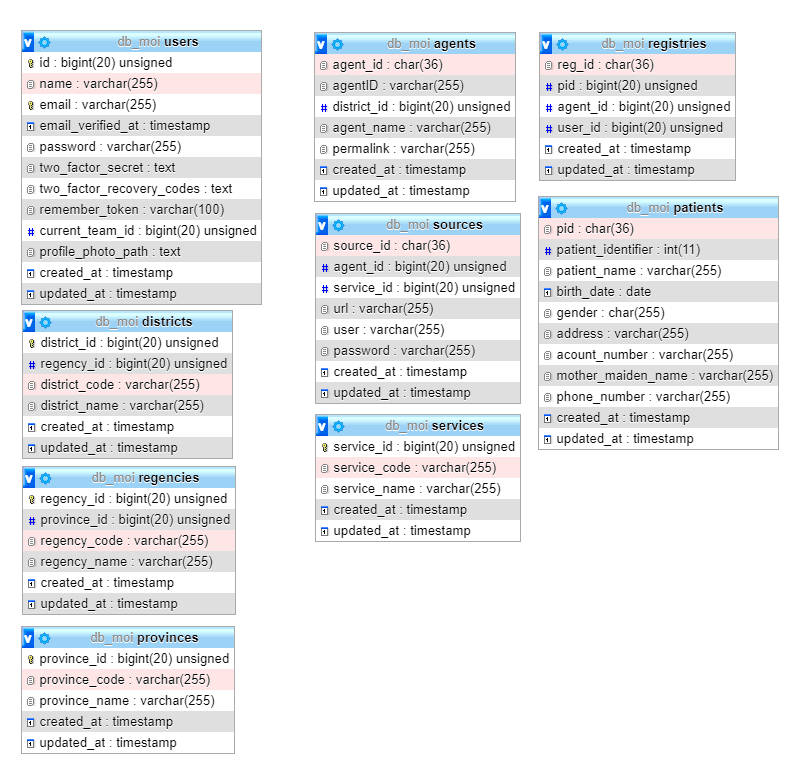 db_moi users
id : bigint(20) unsigned
name : varchar(255)
email : varchar(255)
email_verified_at : timestamp
password : varchar(255)
two_factor_secret : text
two_factor_recovery_codes : text
remember_token : varchar(100)
current_team_id : bigint(20) unsigned
profile_photo_path : text
created_at : timestamp
updated_at : timestamp
db_moi districts
district_id : bigint(20) unsigned
regency_id : bigint(20) unsigned
district_code : varchar(255)
district_name : varchar(255)
created_at : timestamp
updated_at : timestamp
db_moi regencies
regency_id : bigint(20) unsigned
province_id : bigint(20) unsigned
regency_code : varchar(255)
regency_name : varchar(255)
created_at : timestamp
updated_at : timestamp
db_moi provinces
province_id : bigint(20) unsigned
province_code : varchar(255)
province_name : varchar(255)
created_at : timestamp
updated_at : timestamp
db_moi agents
agent_id : char(36)
agentID : varchar(255)
district_id : bigint(20) unsigned
agent_name : varchar(255)
permalink : varchar(255)
created_at : timestamp
updated_at : timestamp
db_moi sources
source_id : char(36)
agent_id : bigint(20) unsigned
service_id : bigint(20) unsigned
url : varchar(255)
user : varchar(255)
password : varchar(255)
created_at : timestamp
updated_at : timestamp
db_moi services
service_id : bigint(20) unsigned
service_code : varchar(255)
service_name : varchar(255)
created_at : timestamp
updated_at : timestamp
db_moi registries
reg_id : char(36)
pid : bigint(20) unsigned
agent_id : bigint(20) unsigned
user_id : bigint(20) unsigned
created_at : timestamp
updated_at : timestamp
db_moi patients
pid : char(36)
patient_identifier : int(11)
patient_name : varchar(255)
birth_date : date
gender : char(255)
address : varchar(255)
acount_number : varchar(255)
mother_maiden_name : varchar(255)
phone_number : varchar(255)
created_at : timestamp
updated_at : timestamp